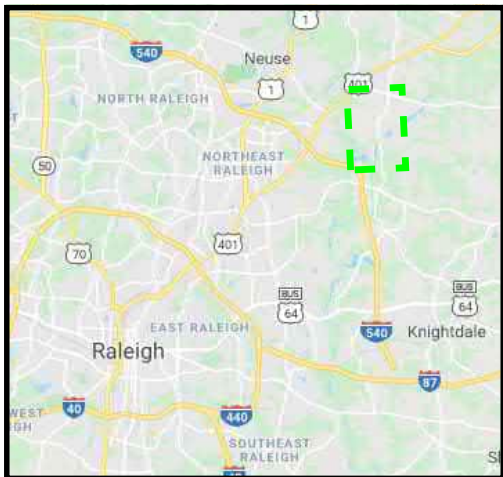 1
540
Neuse
401
1
NORTH RALEIGH
NORTHEAST
RALEIGH
50
401
70
BUS
64
BUS
64
EAST RALEIGH
540
Knightdale
Raleigh
87
40
440
WEST
GH
SOUTHEAST
RALEIGH